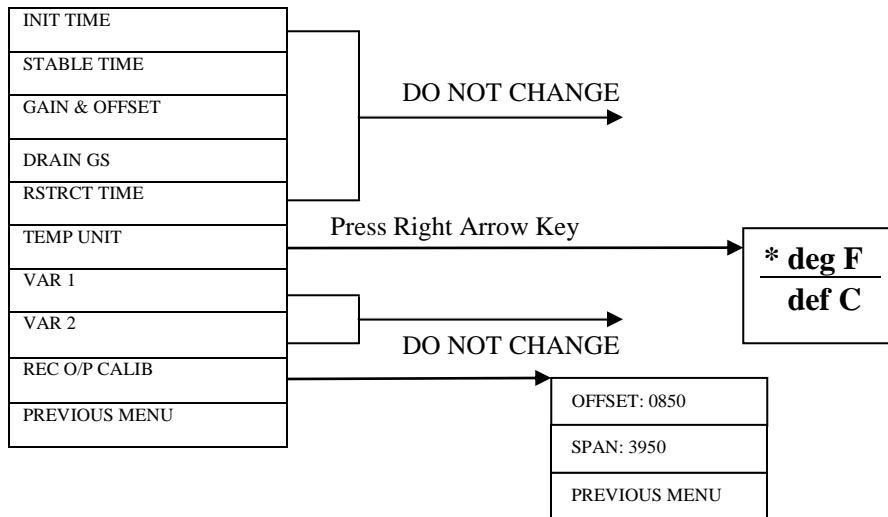 INIT TIME
STABLE TIME
GAIN & OFFSET
DRAIN GS
RSTRCT TIME
TEMP UNIT
VAR 1
VAR 2
REC O/P CALIB
PREVIOUS MENU
DO NOT CHANGE
Press Right Arrow Key
* deg F
def C
DO NOT CHANGE
OFFSET: 0850
SPAN: 3950
PREVIOUS MENU